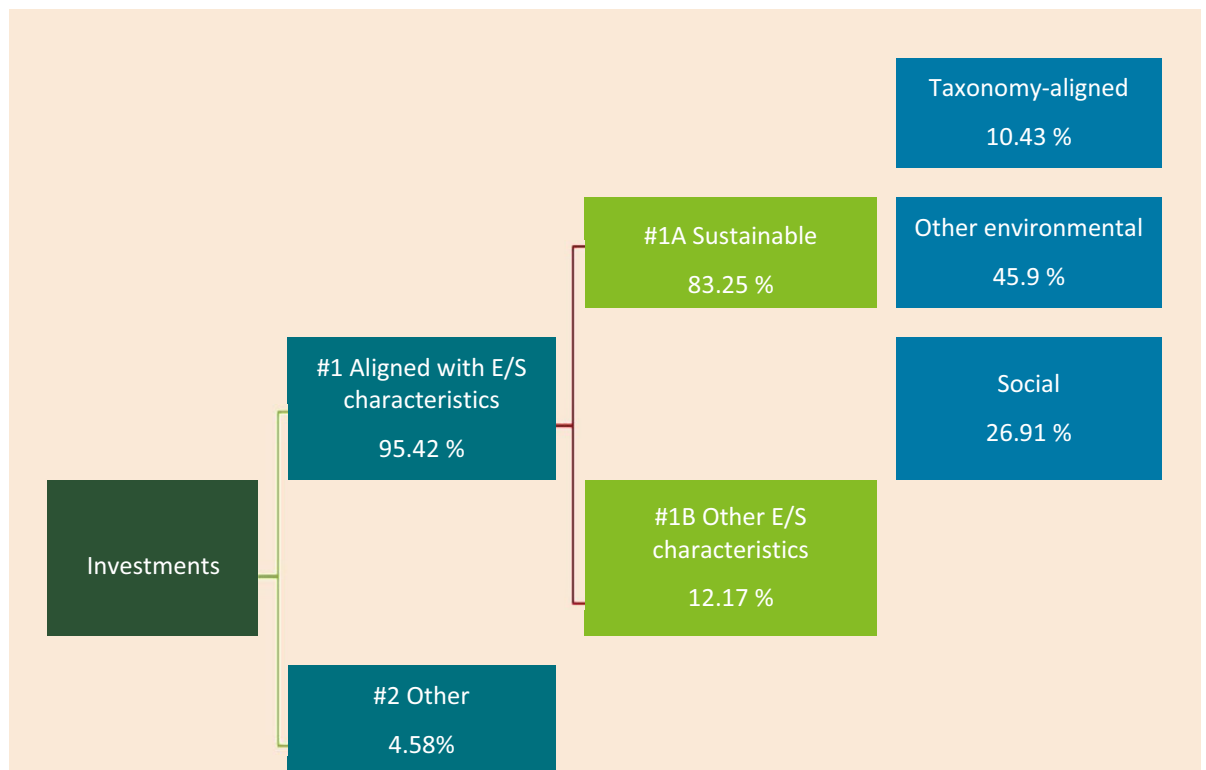 Taxonomy-aligned
10.43 %
#1A Sustainable
83.25 %
Other environmental
45.9 %
#1 Aligned with E/S
characteristics
95.42 %
Social
26.91 %
Investments
#1B Other E/S
characteristics
12.17 %
#2 Other
4.58%